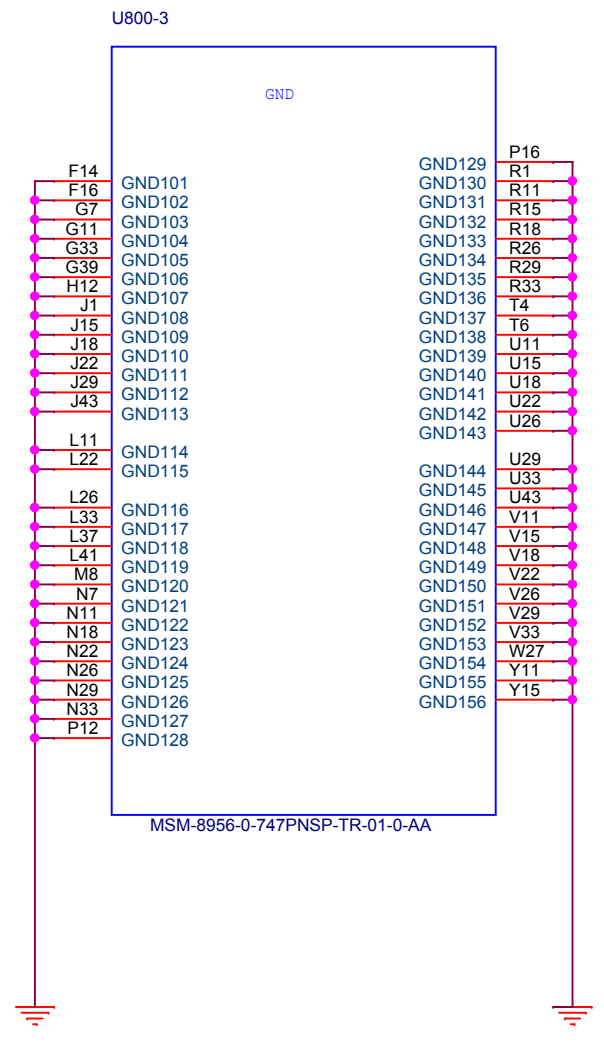 U800-3
GND
F14 GND101
F16 GND102
G7 GND103
G11 GND104
G33 GND105
G39 GND106
H12 GND107
J1 GND108
J15 GND109
J18 GND110
J22 GND111
J29 GND112
J43 GND113
L11 GND114
L22 GND115
L26 GND116
L33 GND117
L37 GND118
L41 GND119
M8 GND120
N7 GND121
N11 GND122
N18 GND123
N22 GND124
N26 GND125
N29 GND126
N33 GND127
P12 GND128
GND129 P16
GND130 R1
GND131 R11
GND132 R15
GND133 R18
GND134 R26
GND135 R29
GND136 R33
GND137 T4
GND138 T6
GND139 U11
GND140 U15
GND141 U18
GND142 U22
GND143 U26
GND144 U29
GND145 U33
GND146 U43
GND147 V11
GND148 V15
GND149 V18
GND150 V22
GND151 V26
GND152 V29
GND153 V33
GND154 W27
GND155 Y11
GND156 Y15
MSM-8956-0-747PNSP-TR-01-0-AA